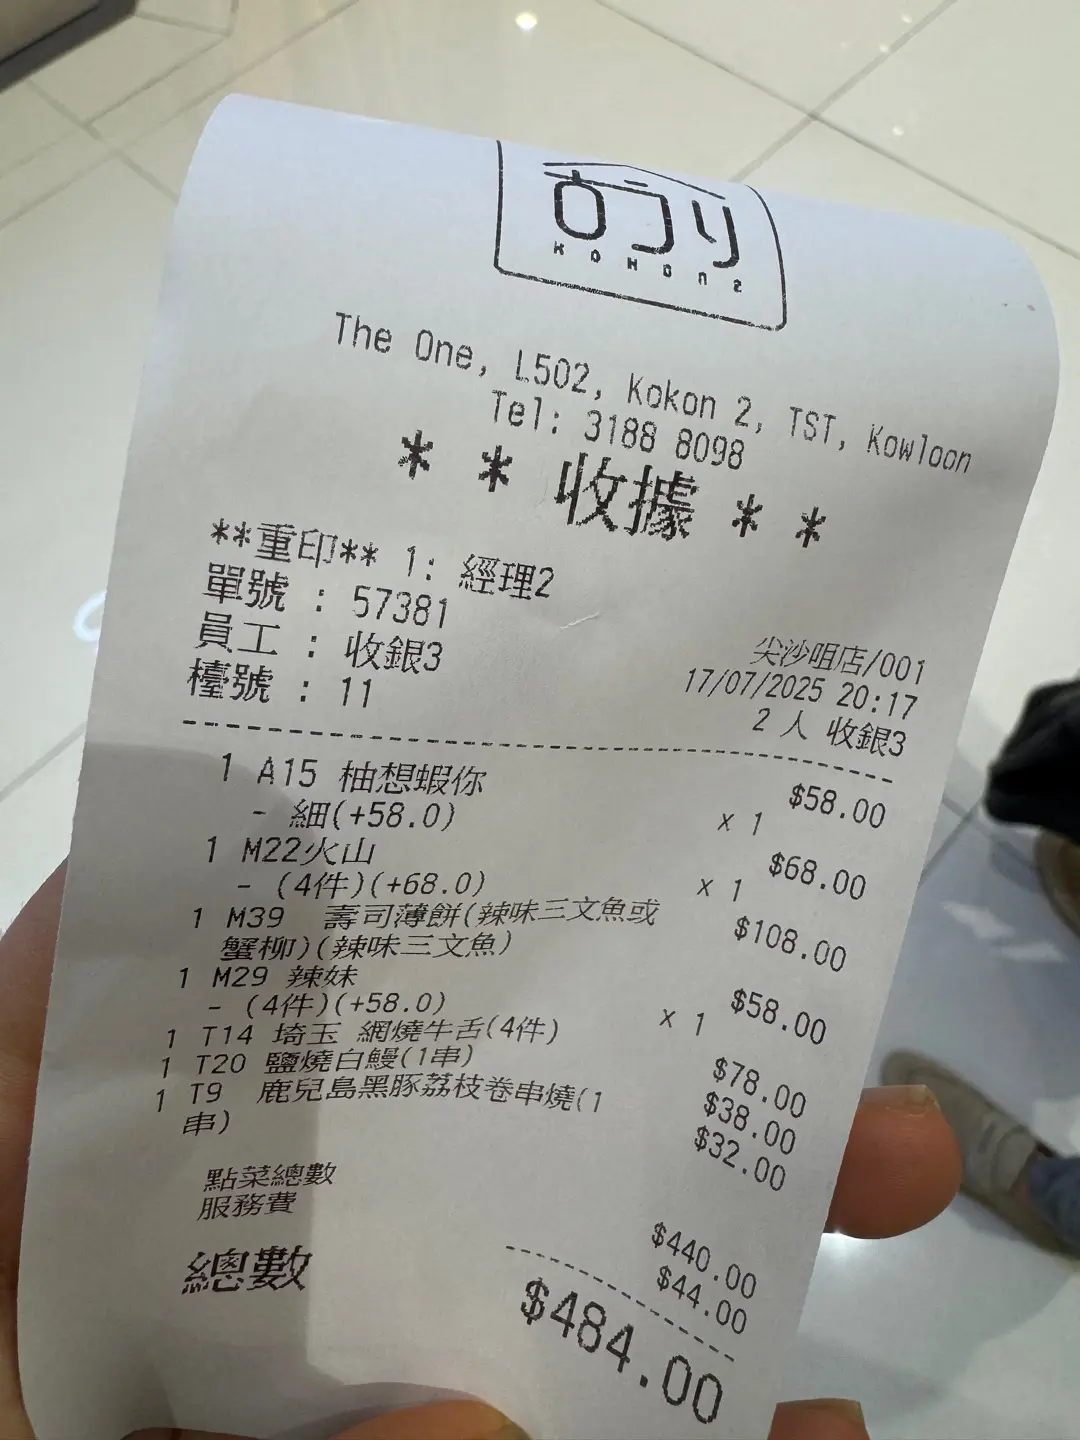 KOKON2
The One, L502, Kokon 2, TST, Kowloon
Tel: 3188 8098
* * 收據 * *
**重印** 1: 經理2
單號 : 57381
員工 : 收銀3 尖沙咀店/001
檯號 : 11 17/07/2025 20:17
2 人 收銀3
1 A15 柚想蝦你 $58.00
- 細(+58.0) x 1
1 M22火山 $68.00
- (4件)(+68.0) x 1
1 M39 壽司薄餅(辣味三文魚或 $108.00
蟹柳)(辣味三文魚)
1 M29 辣妹 $58.00
- (4件)(+58.0) x 1
1 T14 埼玉 網燒牛舌(4件) $78.00
1 T20 鹽燒白鰻(1串) $38.00
1 T9 鹿兒島黑豚荔枝卷串燒(1 $32.00
串)
點菜總數 $440.00
服務費 $44.00
總數 $484.00